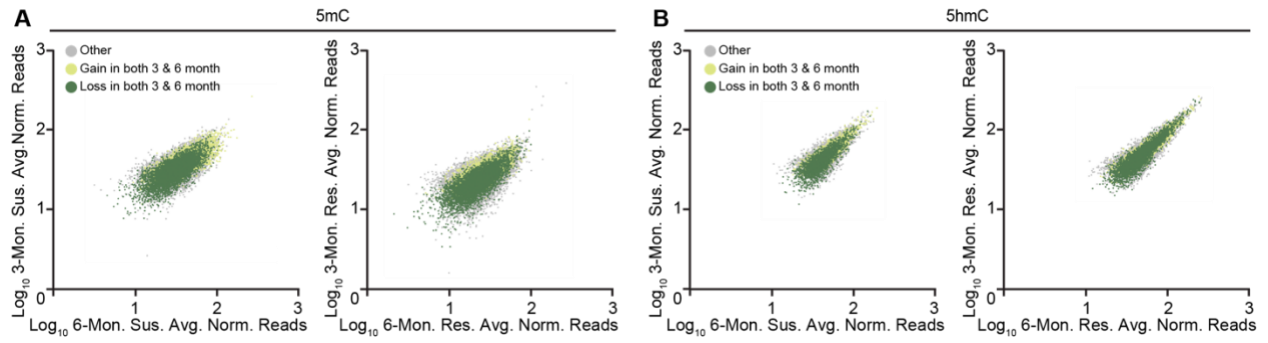 A
5mC
B
5hmC
Log10 3-Mon. Sus. Avg.Norm. Reads
3
2
1
0
Other
Gain in both 3 & 6 month
Loss in both 3 & 6 month
1
2
3
Log10 6-Mon. Sus. Avg. Norm. Reads
Log10 3-Mon. Res. Avg. Norm. Reads
3
2
1
0
1
2
3
Log10 6-Mon. Res. Avg. Norm. Reads
Log10 3-Mon. Sus. Avg. Norm. Reads
3
2
1
0
Other
Gain in both 3 & 6 month
Loss in both 3 & 6 month
1
2
3
Log10 6-Mon. Sus. Avg. Norm. Reads
Log10 3-Mon. Res. Avg. Norm. Reads
3
2
1
0
1
2
3
Log10 6-Mon. Res. Avg. Norm. Reads